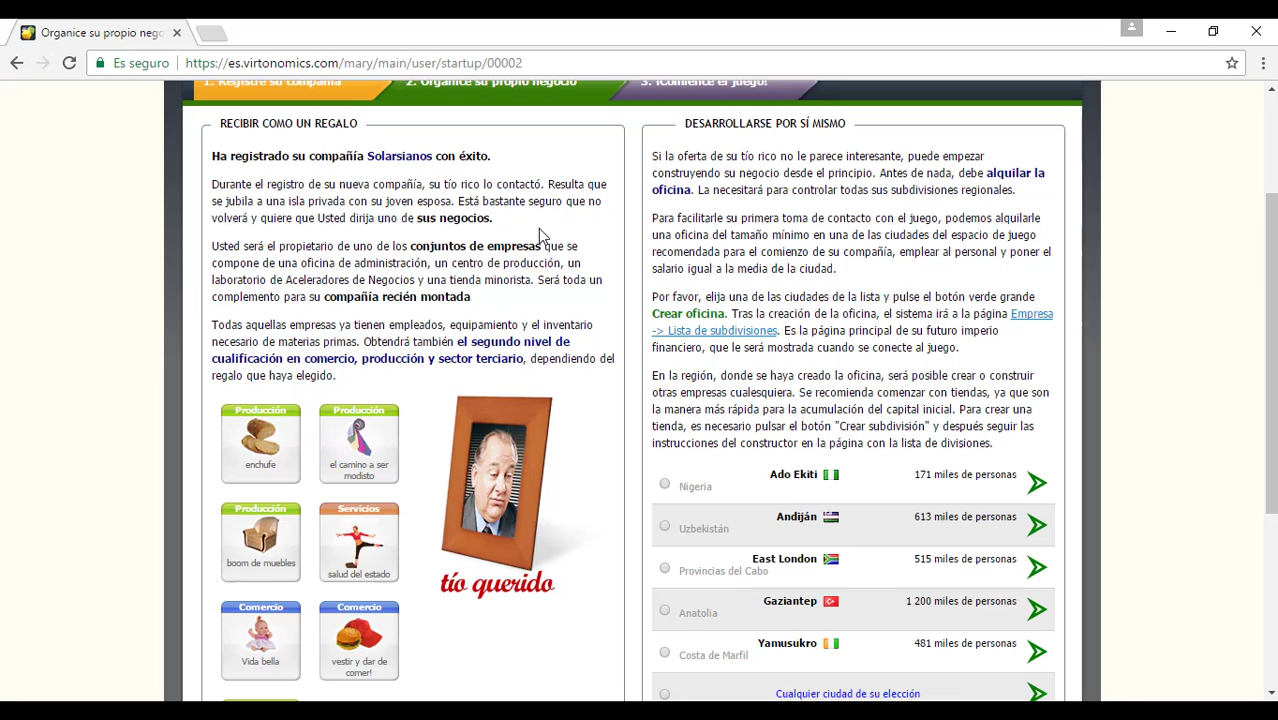 Organice su propio nego
Es seguro
https://es.virtonomics.com/mary/main/user/startup/00002
1. Registre su compañía
2. Organice su propio negocio
3. ¡Comience el juego!
RECIBIR COMO UN REGALO
Ha registrado su compañía Solarsianos con éxito.
Durante el registro de su nueva compañía, su tío rico lo contactó. Resulta que
se jubila a una isla privada con su joven esposa. Está bastante seguro que no
volverá y quiere que Usted dirija uno de sus negocios.
Usted será el propietario de uno de los conjuntos de empresas que se
compone de una oficina de administración, un centro de producción, un
laboratorio de Aceleradores de Negocios y una tienda minorista. Será toda un
complemento para su compañía recién montada
Todas aquellas empresas ya tienen empleados, equipamiento y el inventario
necesario de materias primas. Obtendrá también el segundo nivel de
cualificación en comercio, producción y sector terciario, dependiendo del
regalo que haya elegido.
Producción
enchufe
Producción
el camino a ser
modisto
Producción
boom de muebles
Servicios
salud del estado
Comercio
Vida bella
Comercio
vestir y dar de
comer!
tío querido
DESARROLLARSE POR SÍ MISMO
Si la oferta de su tío rico no le parece interesante, puede empezar
construyendo su negocio desde el principio. Antes de nada, debe alquilar la
oficina. La necesitará para controlar todas sus subdivisiones regionales.
Para facilitarle su primera toma de contacto con el juego, podemos alquilarle
una oficina del tamaño mínimo en una de las ciudades del espacio de juego
recomendada para el comienzo de su compañía, emplear al personal y poner el
salario igual a la media de la ciudad.
Por favor, elija una de las ciudades de la lista y pulse el botón verde grande
Crear oficina. Tras la creación de la oficina, el sistema irá a la página Empresa
-> Lista de subdivisiones. Es la página principal de su futuro imperio
financiero, que le será mostrada cuando se conecte al juego.
En la región, donde se haya creado la oficina, será posible crear o construir
otras empresas cualesquiera. Se recomienda comenzar con tiendas, ya que son
la manera más rápida para la acumulación del capital inicial. Para crear una
tienda, es necesario pulsar el botón "Crear subdivisión" y después seguir las
instrucciones del constructor en la página con la lista de divisiones.
Ado Ekiti 171 miles de personas
Nigeria
Andiján 613 miles de personas
Uzbekistán
East London 515 miles de personas
Provincias del Cabo
Gaziantep 1 200 miles de personas
Anatolia
Yamusukro 481 miles de personas
Costa de Marfil
Cualquier ciudad de su elección